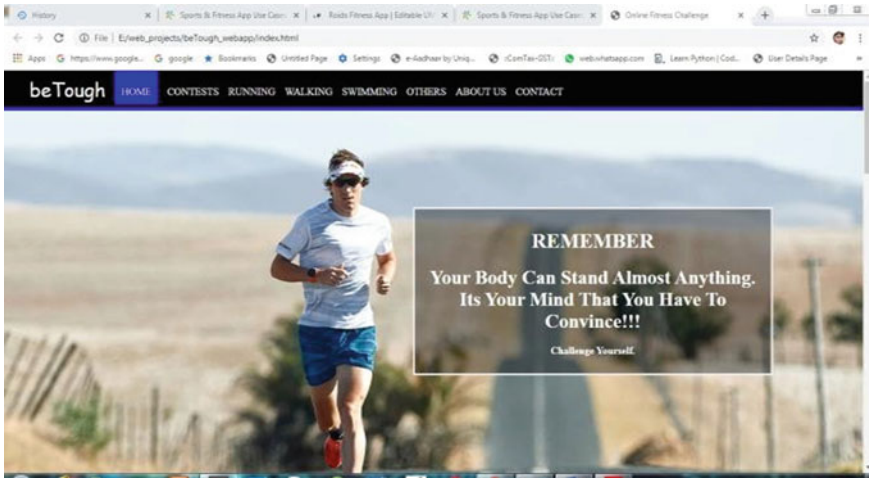 History
Sports & Fitness App Use Case
Roids Fitness App | Editable
Sports & Fitness App Use Case
Online Fitness Challenge
File | E:/web_projects/beTough_webapp/index.html
Apps
https://www.google...
google
Bookmarks
Untitled Page
Settings
e-Aadhaar by Uniq...
web.whatsapp.com
Learn Python | Cod...
User Details Page
beTough
HOME CONTESTS RUNNING WALKING SWIMMING OTHERS ABOUT US CONTACT
REMEMBER
Your Body Can Stand Almost Anything.
Its Your Mind That You Have To
Convince!!!
Challenge Yourself.